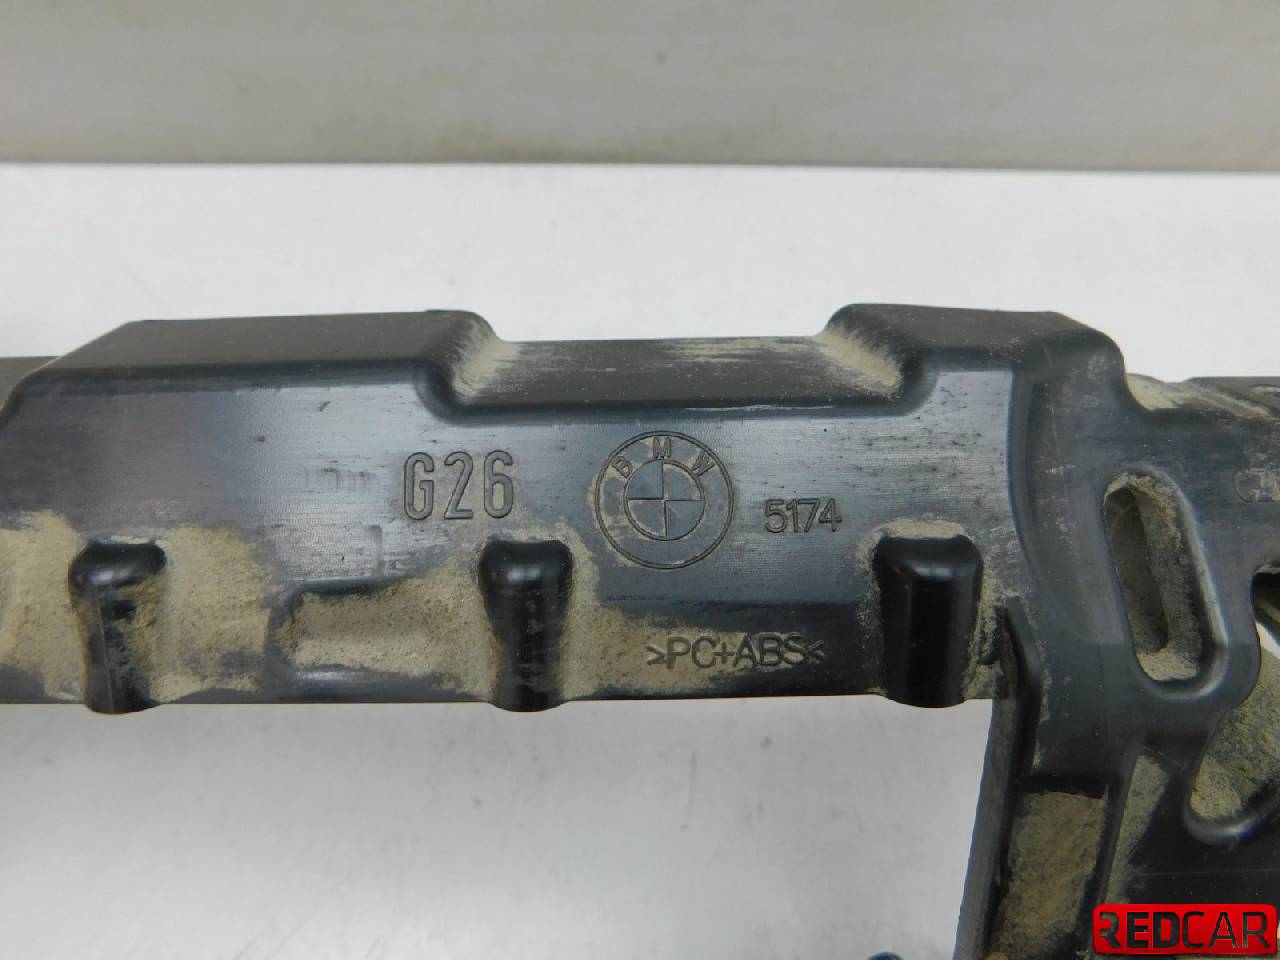 G26
BMW
5174
>PC+ABS<
REDCAR